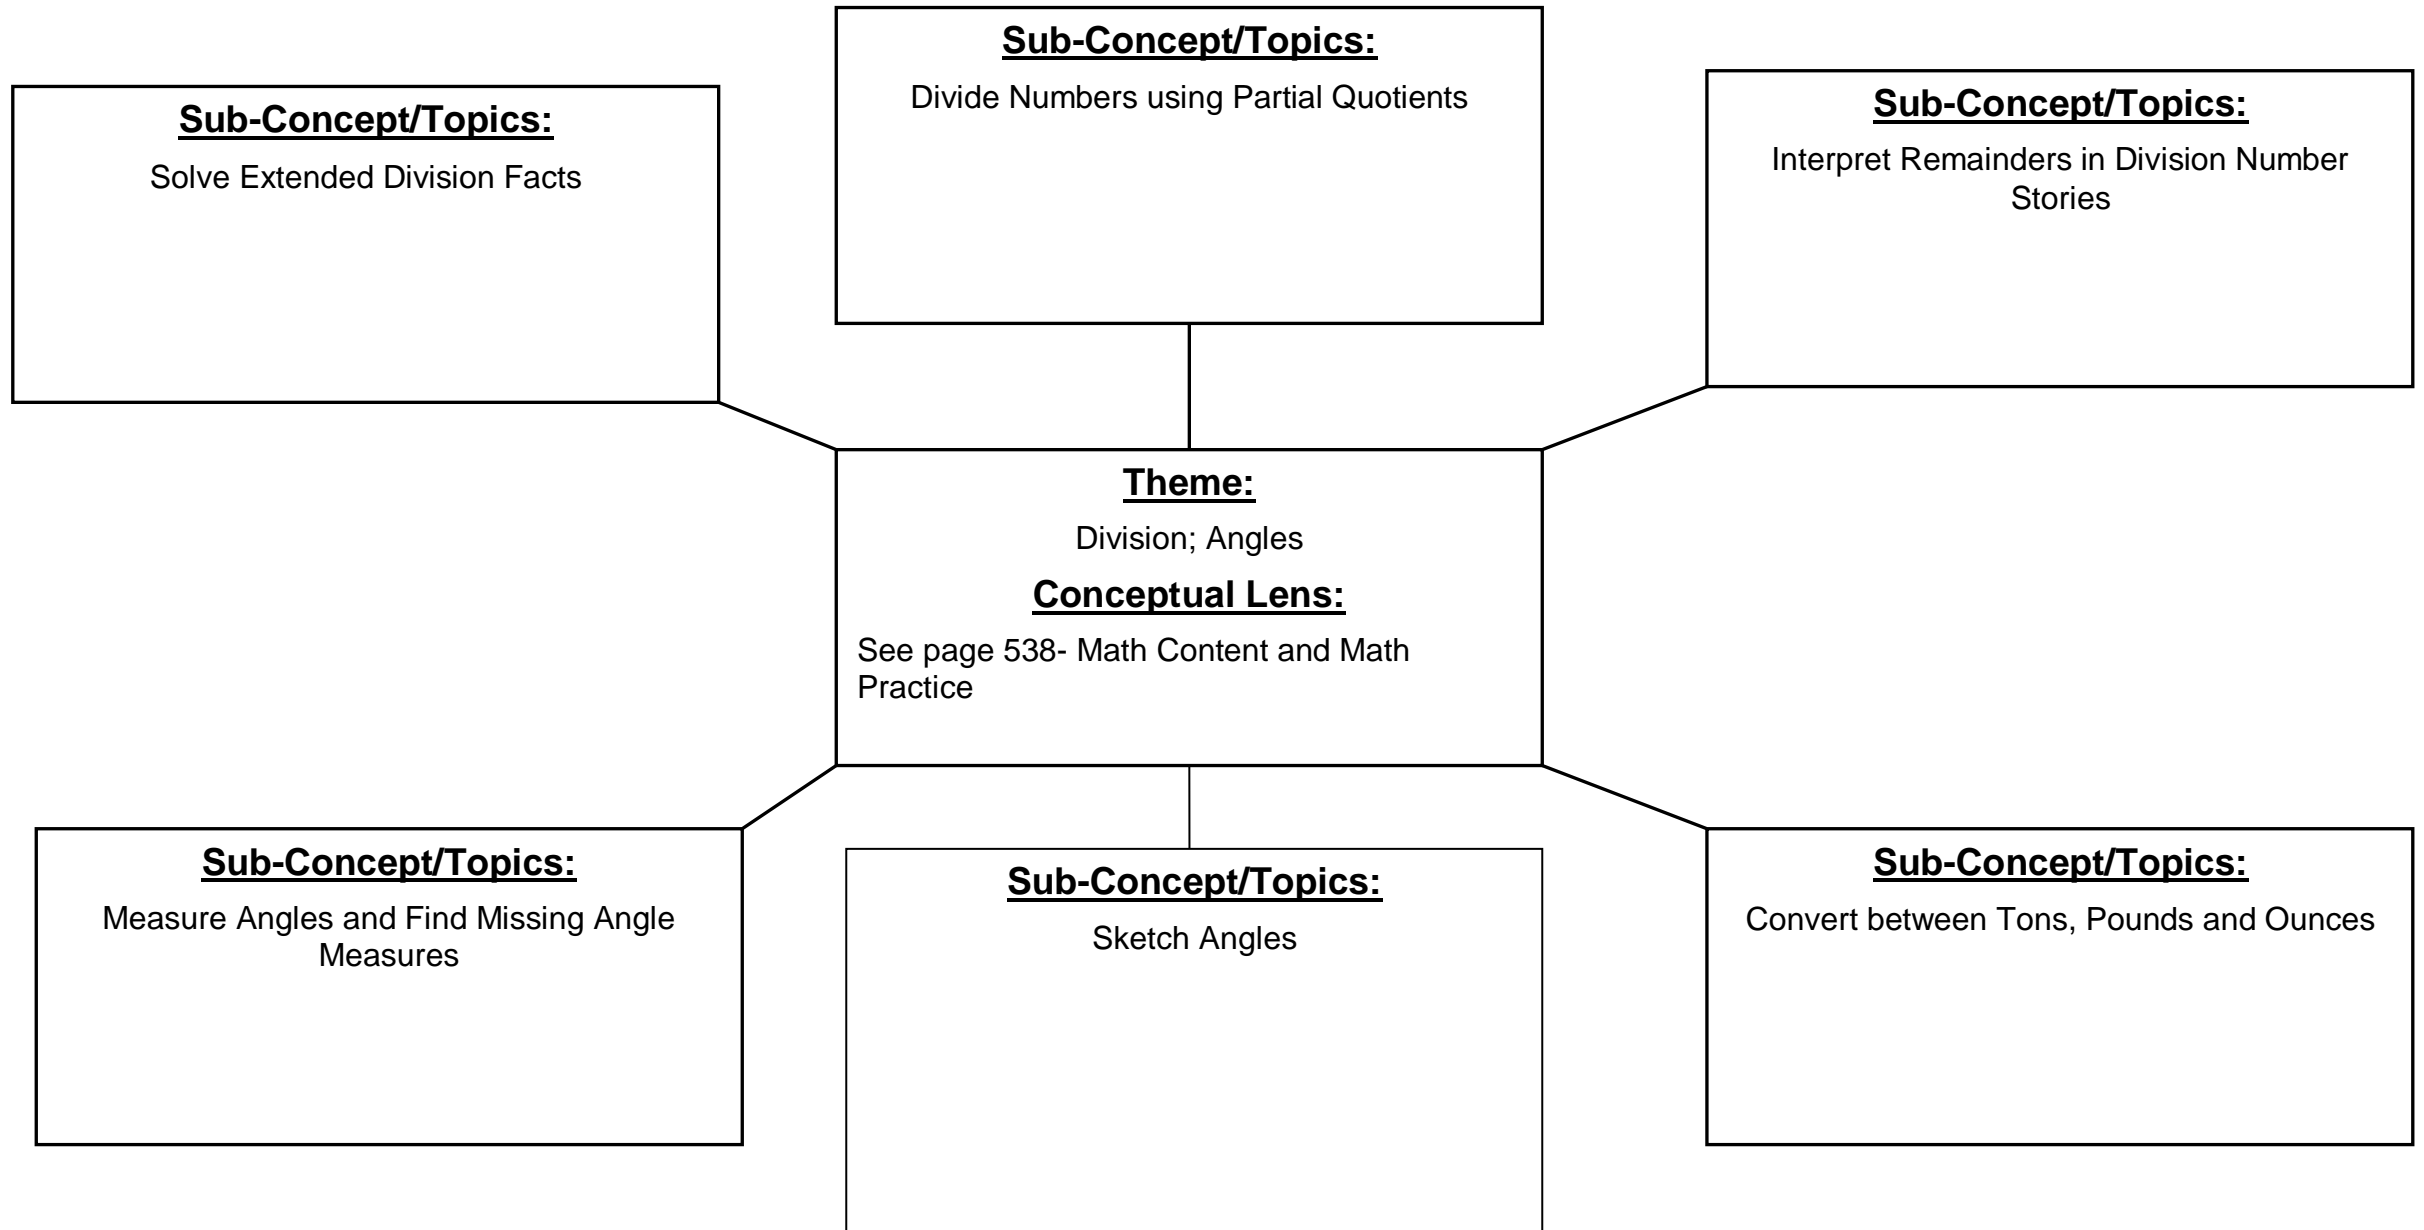 Sub-Concept/Topics:
Solve Extended Division Facts
Sub-Concept/Topics:
Divide Numbers using Partial Quotients
Sub-Concept/Topics:
Interpret Remainders in Division Number
Stories
Theme:
Division; Angles
Conceptual Lens:
See page 538- Math Content and Math
Practice
Sub-Concept/Topics:
Measure Angles and Find Missing Angle
Measures
Sub-Concept/Topics:
Sketch Angles
Sub-Concept/Topics:
Convert between Tons, Pounds and Ounces